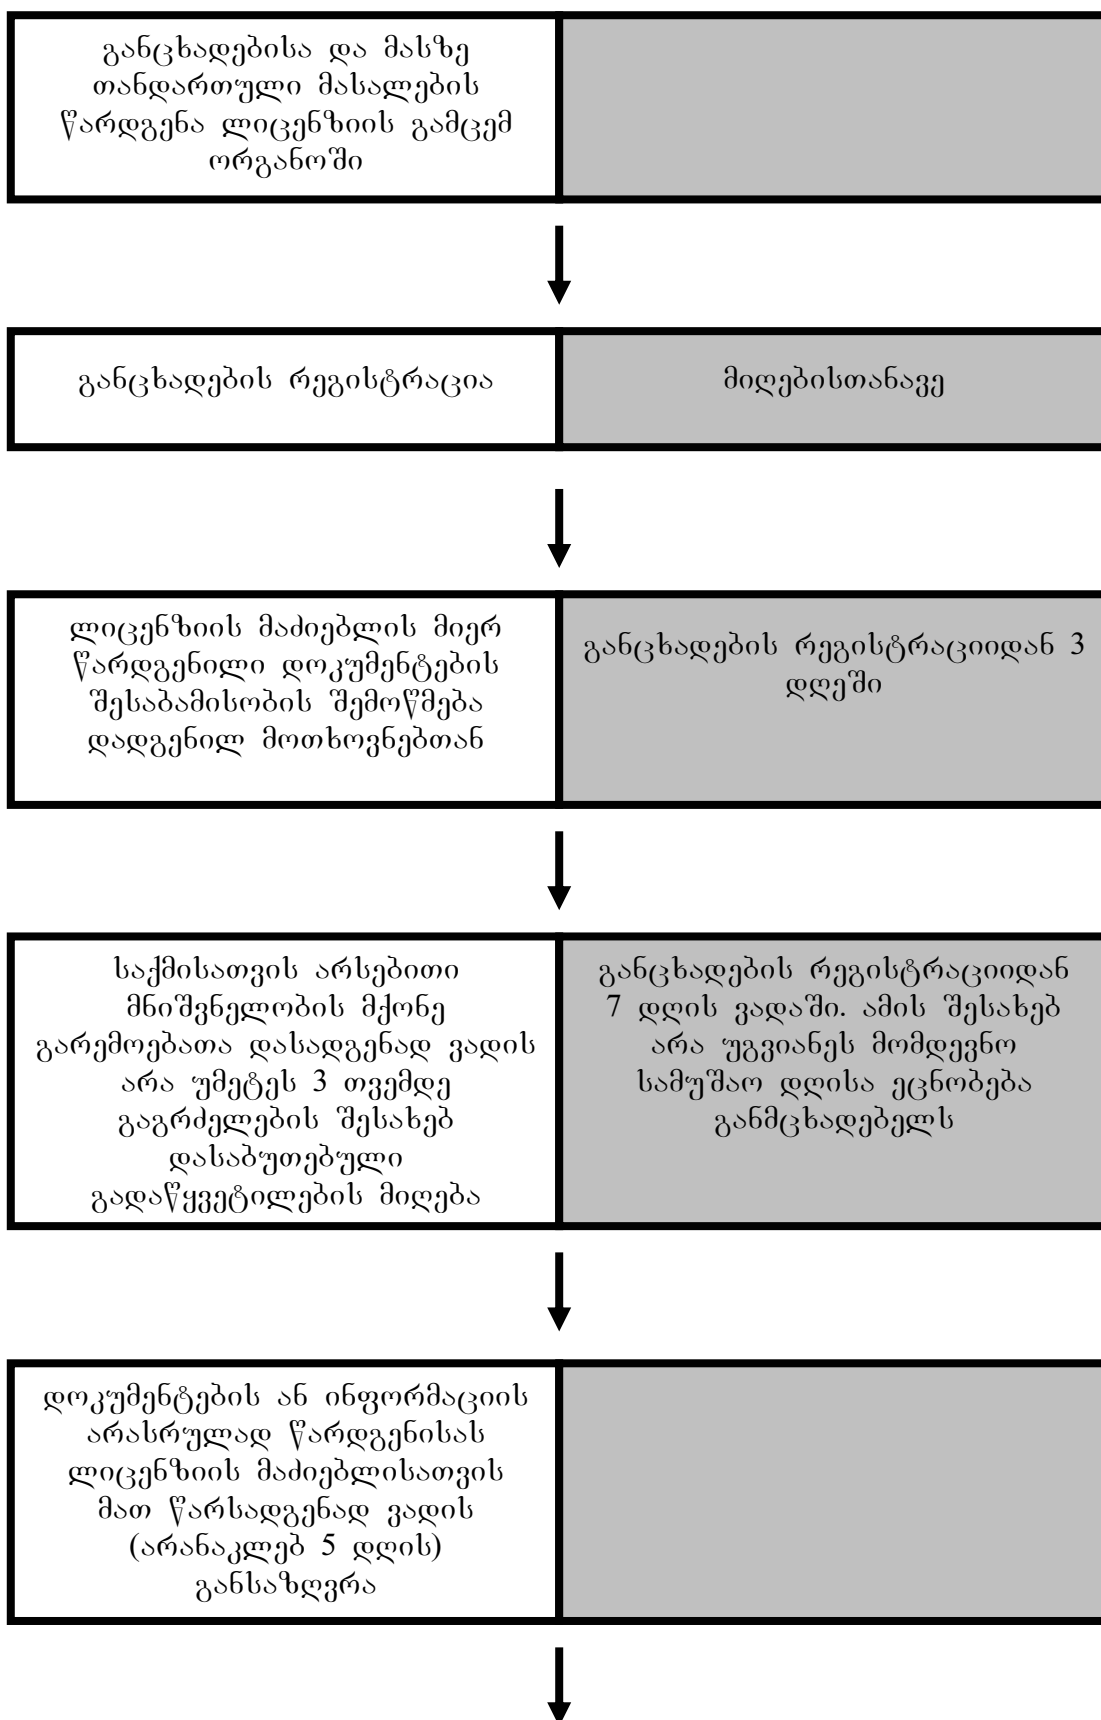 განცხადებისა და მასზე
თანდართული მასალების
წარდგენა ლიცენზიის გამცემ
ორგანოში
განცხადების რეგისტრაცია
მიღებისთანავე
ლიცენზიის მაძიებლის მიერ
წარდგენილი დოკუმენტების
შესაბამისობის შემოწმება
დადგენილ მოთხოვნებთან
განცხადების რეგისტრაციიდან 3
დღეში
საქმისათვის არსებითი
მნიშვნელობის მქონე
გარემოებათა დასადგენად ვადის
არა უმეტეს 3 თვემდე
გაგრძელების შესახებ
დასაბუთებული
გადაწყვეტილების მიღება
განცხადების რეგისტრაციიდან
7 დღის ვადაში. ამის შესახებ
არა უგვიანეს მომდევნო
სამუშაო დღისა ეცნობება
განმცხადებელს
დოკუმენტების ან ინფორმაციის
არასრულად წარდგენისას
ლიცენზიის მაძიებლისათვის
მათ წარსადგენად ვადის
(არანაკლებ 5 დღის)
განსაზღვრა